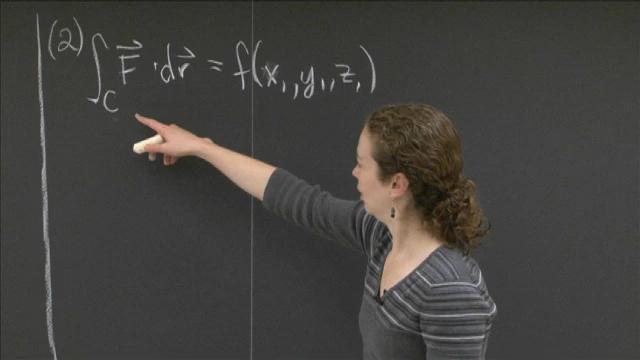 (2) ∫_C F⃗ · dr⃗ = f(x₁, y₁, z₁)